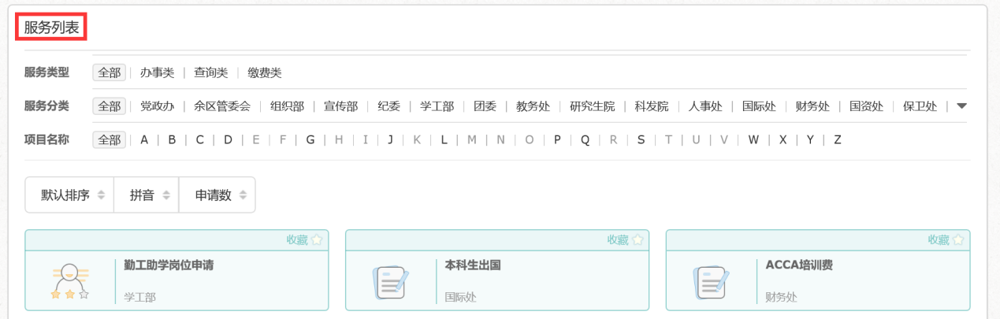 服务列表
服务类型 全部 | 办事类 | 查询类 | 缴费类
服务分类 全部 | 党政办 | 余区管委会 | 组织部 | 宣传部 | 纪委 | 学工部 | 团委 | 教务处 | 研究生院 | 科发院 | 人事处 | 国际处 | 财务处 | 国资处 | 保卫处 |
项目名称 全部 | A | B | C | D | E | F | G | H | I | J | K | L | M | N | O | P | Q | R | S | T | U | V | W | X | Y | Z
默认排序 拼音 申请数
收藏 收藏 收藏
勤工助学岗位申请 本科生出国 ACCA培训费
学工部 国际处 财务处